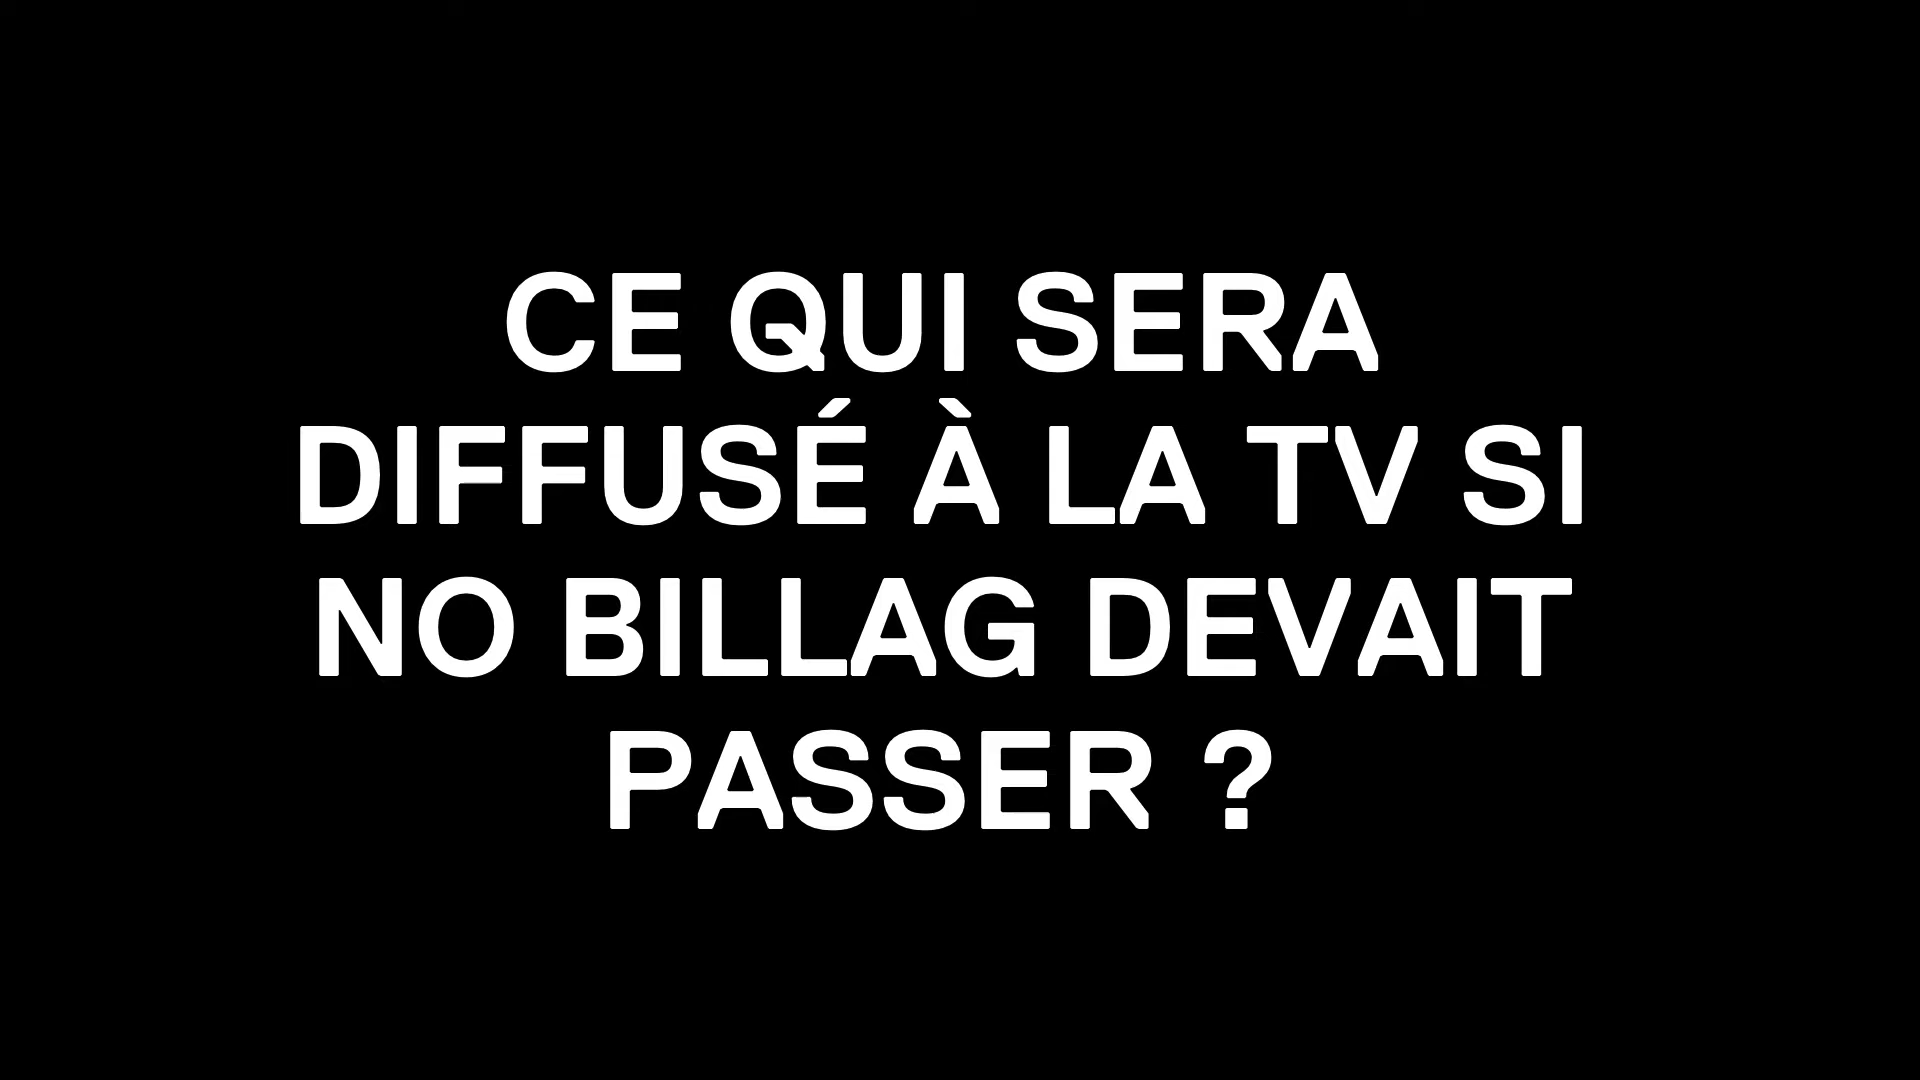 CE QUI SERA
DIFFUSÉ À LA TV SI
NO BILLAG DEVAIT
PASSER ?